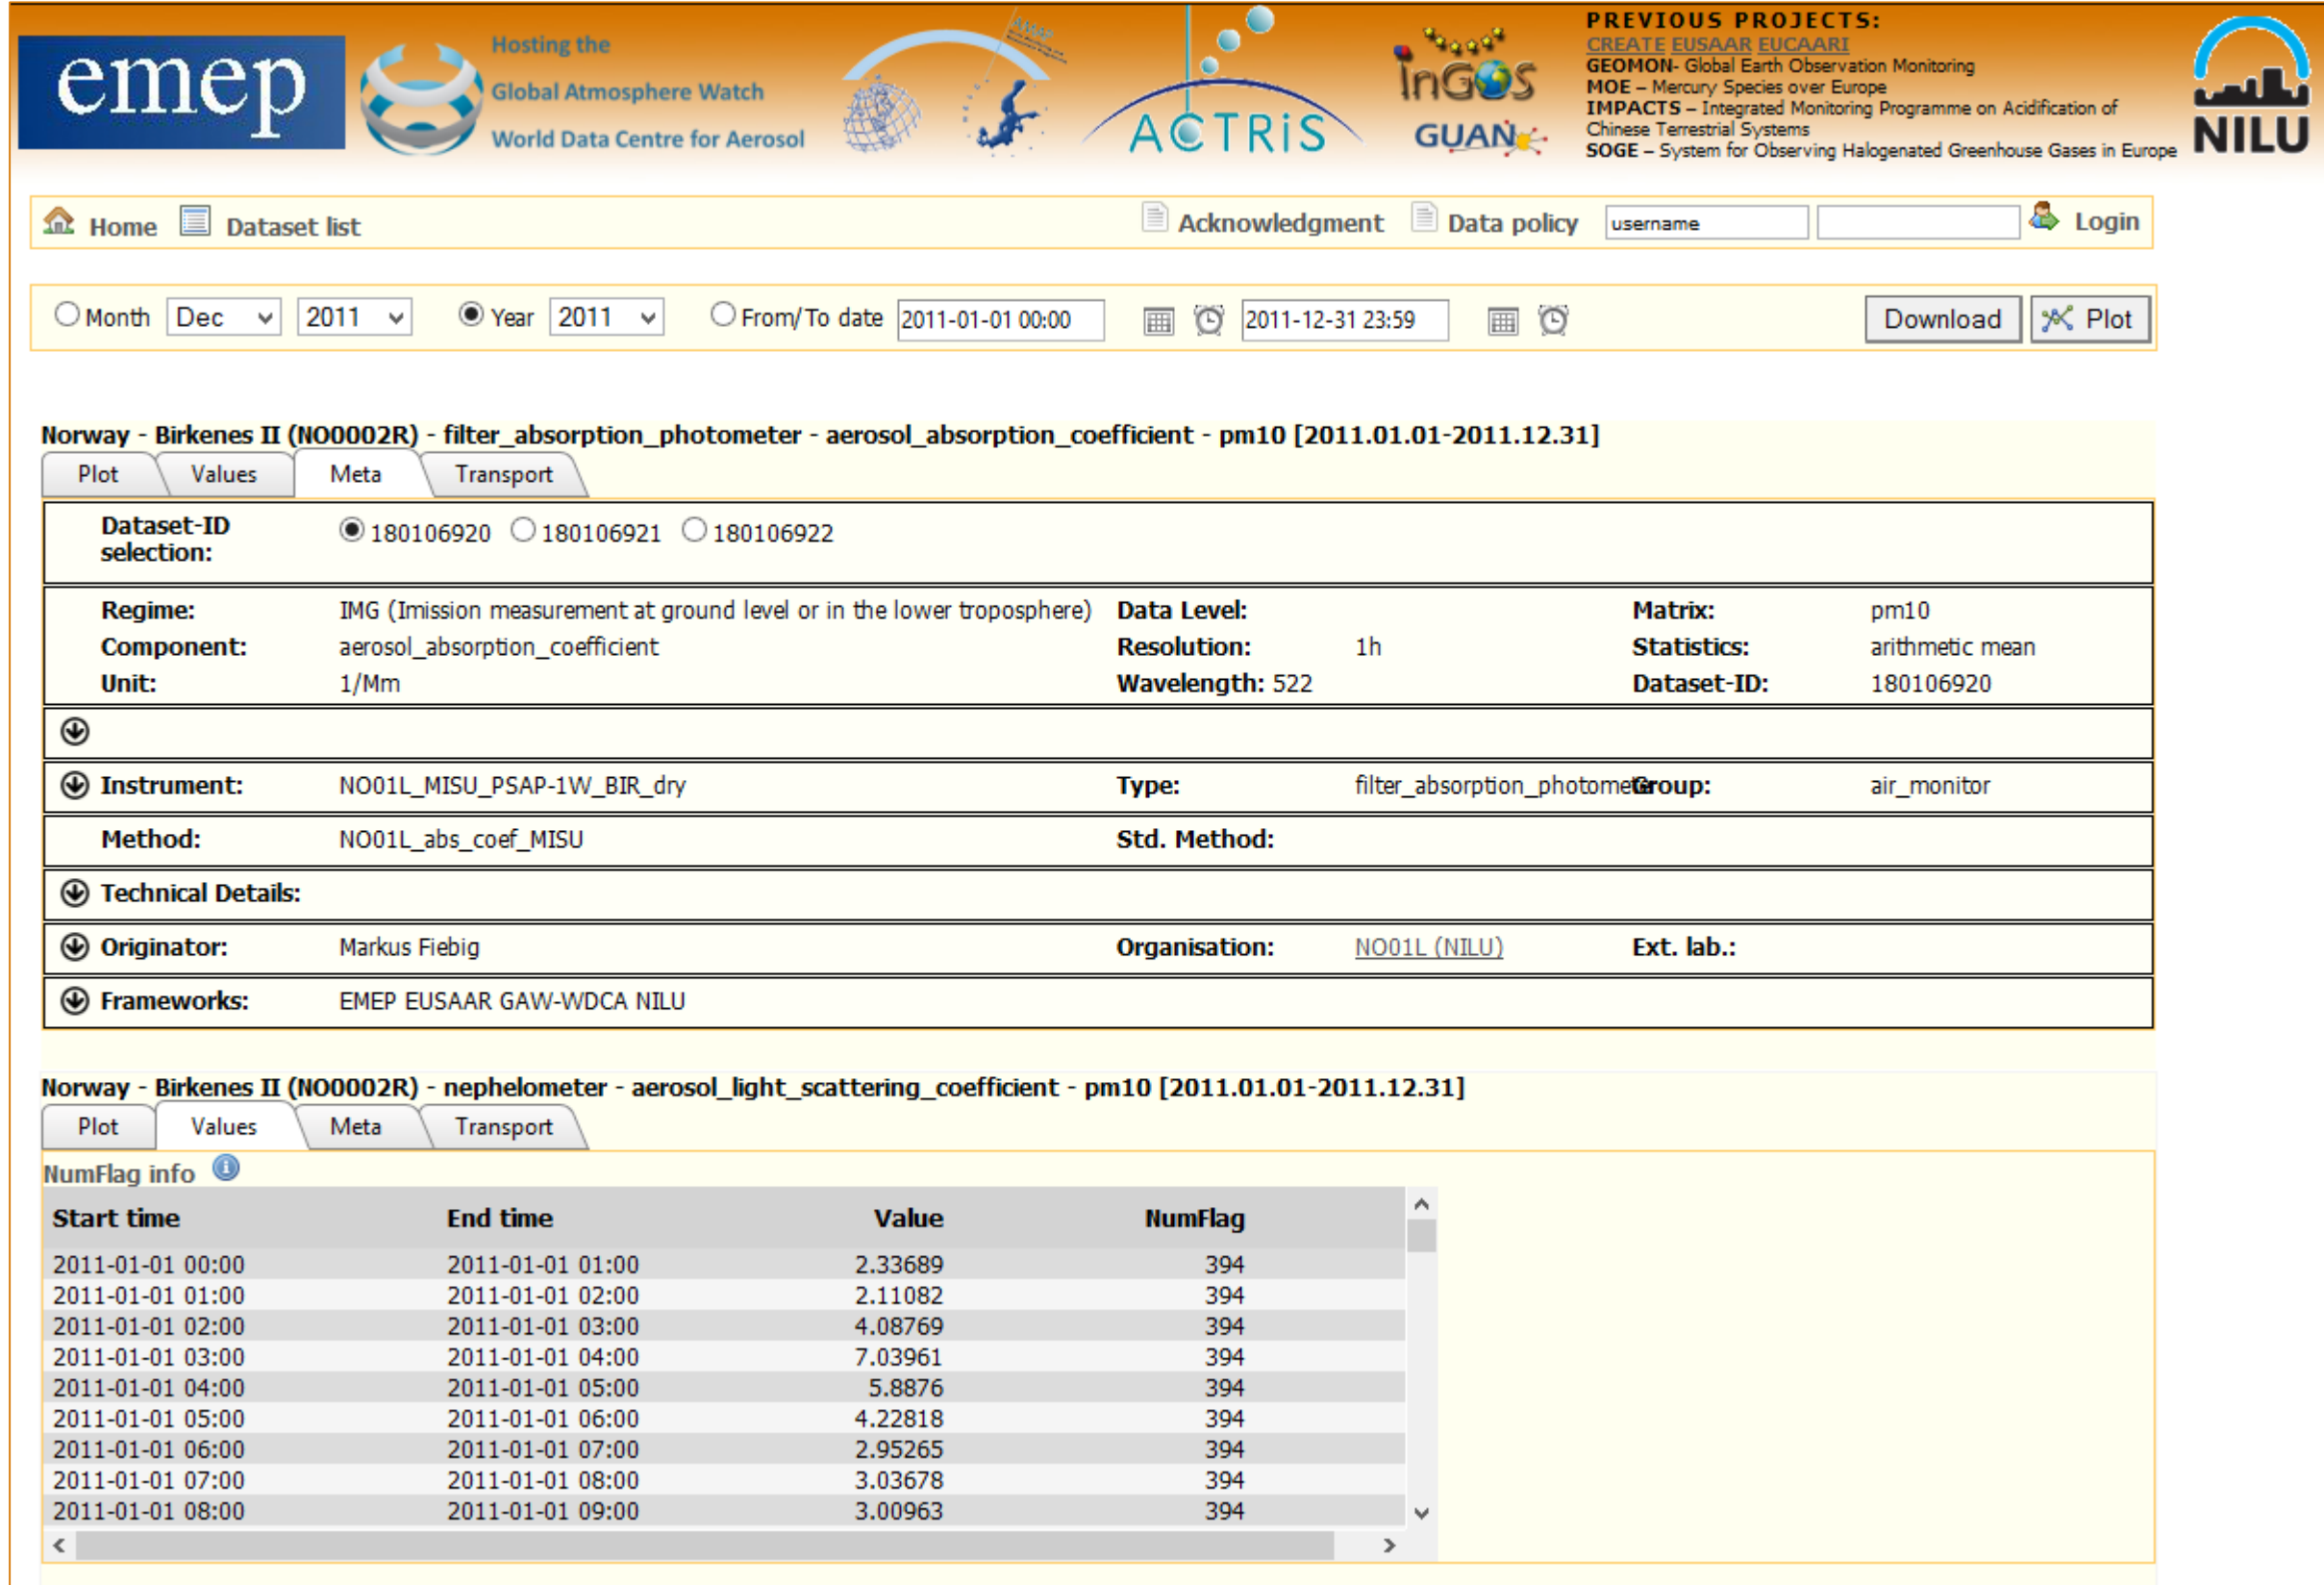 PREVIOUS PROJECTS:
CREATE EUSAAR EUCAARI
GEOMON- Global Earth Observation Monitoring
MOE – Mercury Species over Europe
IMPACTS – Integrated Monitoring Programme on Acidification of
Chinese Terrestrial Systems
SOGE – System for Observing Halogenated Greenhouse Gases in Europe
emep
Hosting the
Global Atmosphere Watch
World Data Centre for Aerosol
ACTRiS
inGOS
GUAN
NILU
Home Dataset list Acknowledgment Data policy username Login
Month Dec 2011 Year 2011 From/To date 2011-01-01 00:00 2011-12-31 23:59 Download Plot
Norway - Birkenes II (NO0002R) - filter_absorption_photometer - aerosol_absorption_coefficient - pm10 [2011.01.01-2011.12.31]
Plot Values Meta Transport
Dataset-ID
selection: 180106920 180106921 180106922
Regime: IMG (Imission measurement at ground level or in the lower troposphere) Data Level: Matrix: pm10
Component: aerosol_absorption_coefficient Resolution: 1h Statistics: arithmetic mean
Unit: 1/Mm Wavelength: 522 Dataset-ID: 180106920
Instrument: NO01L_MISU_PSAP-1W_BIR_dry Type: filter_absorption_photometer Group: air_monitor
Method: NO01L_abs_coef_MISU Std. Method:
Technical Details:
Originator: Markus Fiebig Organisation: NO01L (NILU) Ext. lab.:
Frameworks: EMEP EUSAAR GAW-WDCA NILU
Norway - Birkenes II (NO0002R) - nephelometer - aerosol_light_scattering_coefficient - pm10 [2011.01.01-2011.12.31]
Plot Values Meta Transport
NumFlag info
Start time End time Value NumFlag
2011-01-01 00:00 2011-01-01 01:00 2.33689 394
2011-01-01 01:00 2011-01-01 02:00 2.11082 394
2011-01-01 02:00 2011-01-01 03:00 4.08769 394
2011-01-01 03:00 2011-01-01 04:00 7.03961 394
2011-01-01 04:00 2011-01-01 05:00 5.8876 394
2011-01-01 05:00 2011-01-01 06:00 4.22818 394
2011-01-01 06:00 2011-01-01 07:00 2.95265 394
2011-01-01 07:00 2011-01-01 08:00 3.03678 394
2011-01-01 08:00 2011-01-01 09:00 3.00963 394